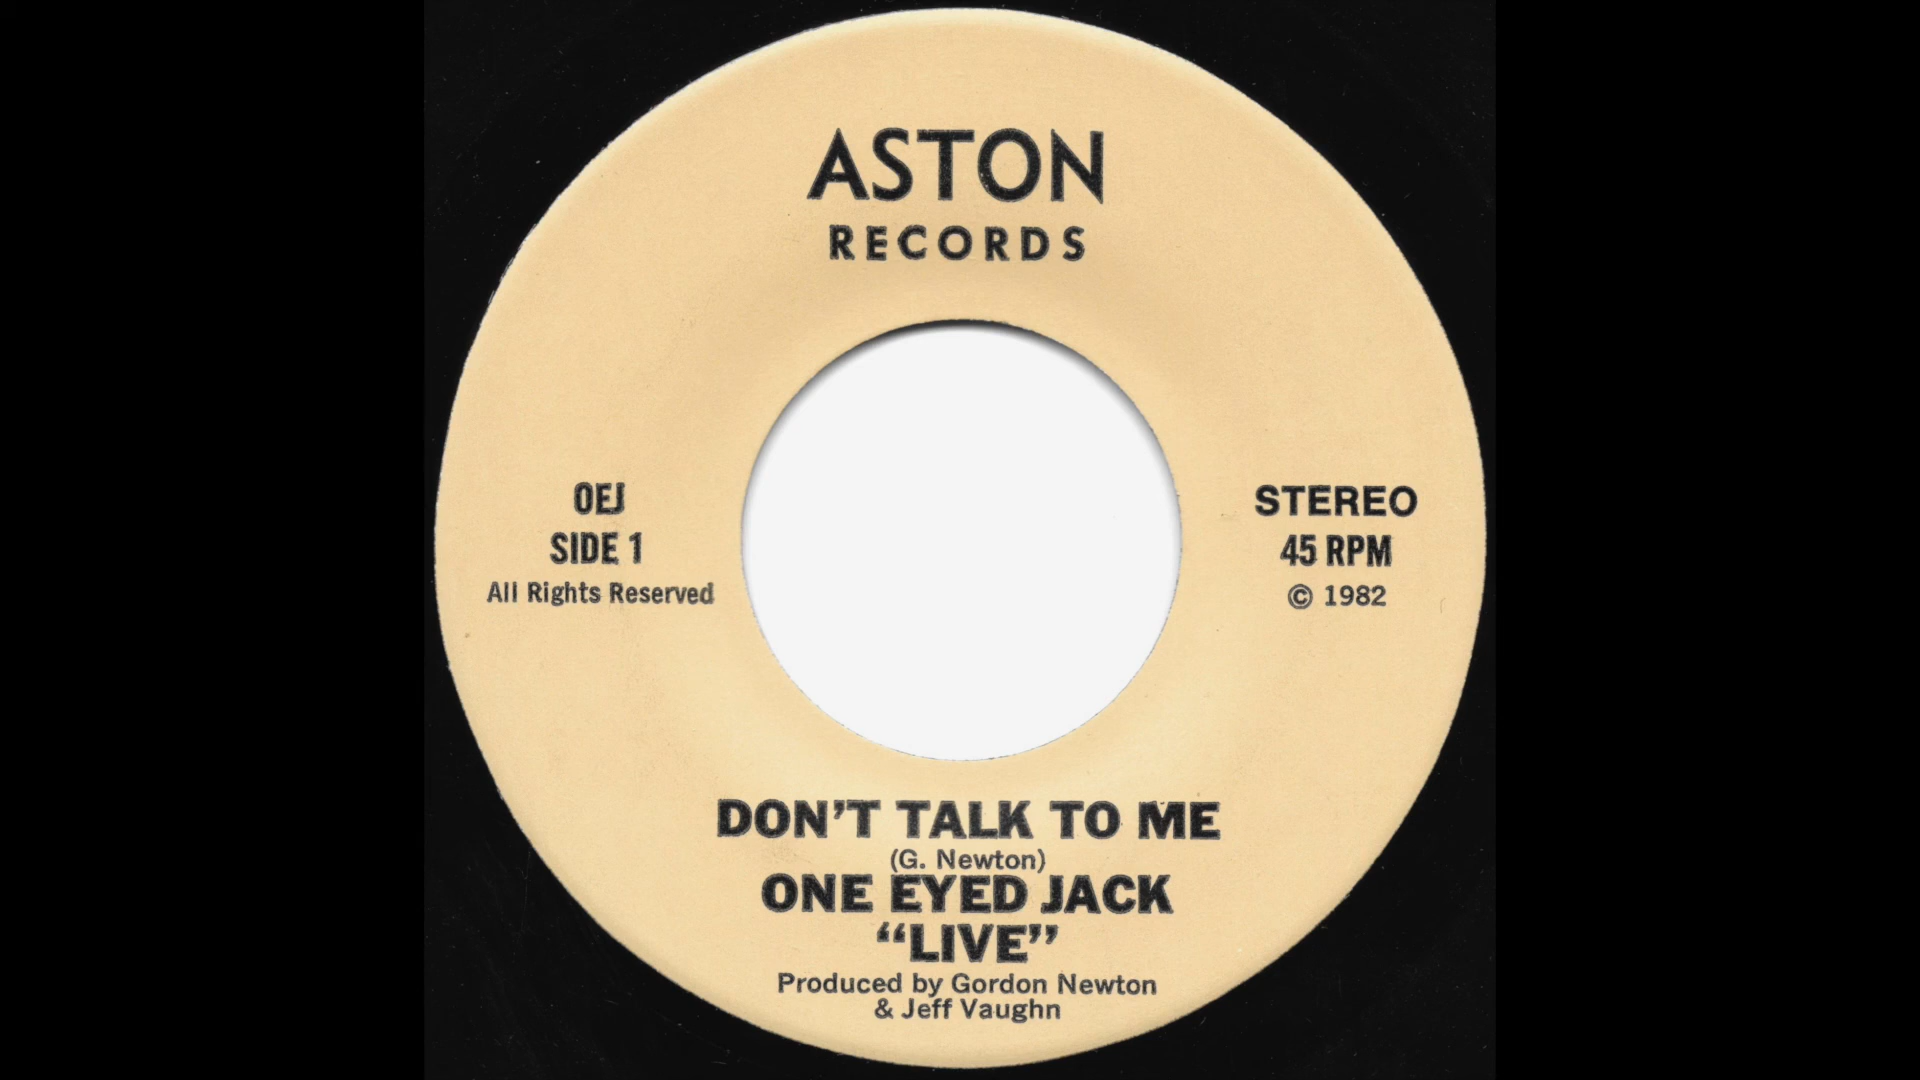 ASTON
RECORDS
OEJ
SIDE 1
All Rights Reserved
STEREO
45 RPM
© 1982
DON'T TALK TO ME
(G. Newton)
ONE EYED JACK
“LIVE”
Produced by Gordon Newton
& Jeff Vaughn